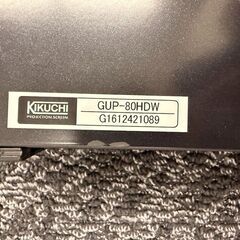 KIKUCHI
PROJECTION SCREEN
GUP-80HDW
G1612421089